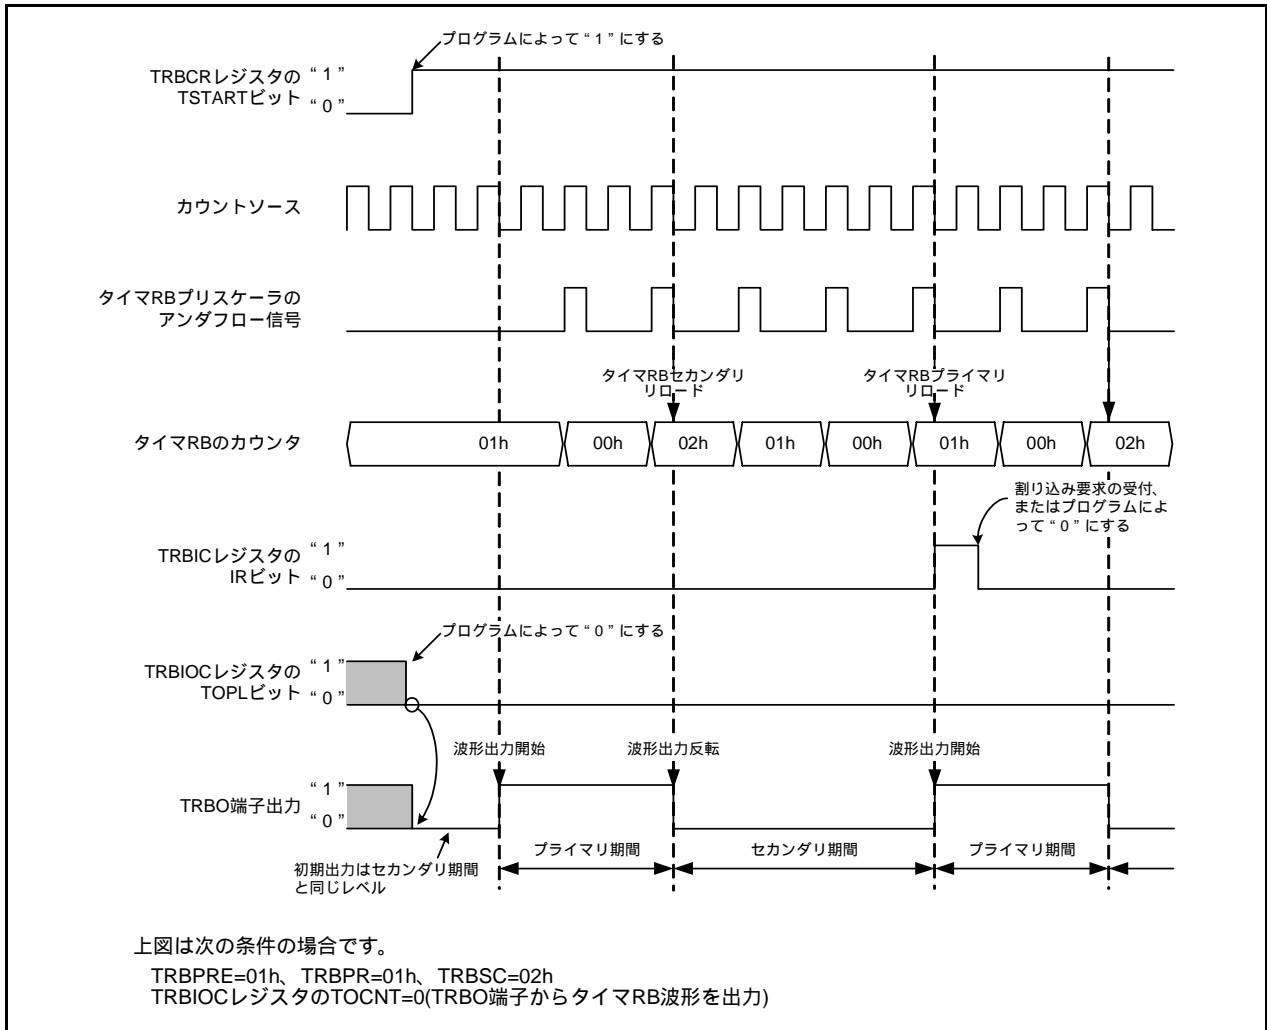 プログラムによって“1”にする
TRBCRレジスタの
TSTARTビット
“1”
“0”
カウントソース
タイマRBプリスケーラの
アンダフロー信号
タイマRBセカンダリ
リロード
タイマRBプライマリ
リロード
タイマRBのカウンタ
01h
00h
02h
01h
00h
01h
00h
02h
割り込み要求の受付、
またはプログラムによ
って“0”にする
TRBICレジスタの
IRビット
“1”
“0”
プログラムによって“0”にする
TRBIOCレジスタの
TOPLビット
“1”
“0”
波形出力開始
波形出力反転
波形出力開始
TRBO端子出力
“1”
“0”
プライマリ期間
セカンダリ期間
プライマリ期間
初期出力はセカンダリ期間
と同じレベル
上図は次の条件の場合です。
TRBPRE=01h、TRBPR=01h、TRBSC=02h
TRBIOCレジスタのTOCNT=0(TRBO端子からタイマRB波形を出力)